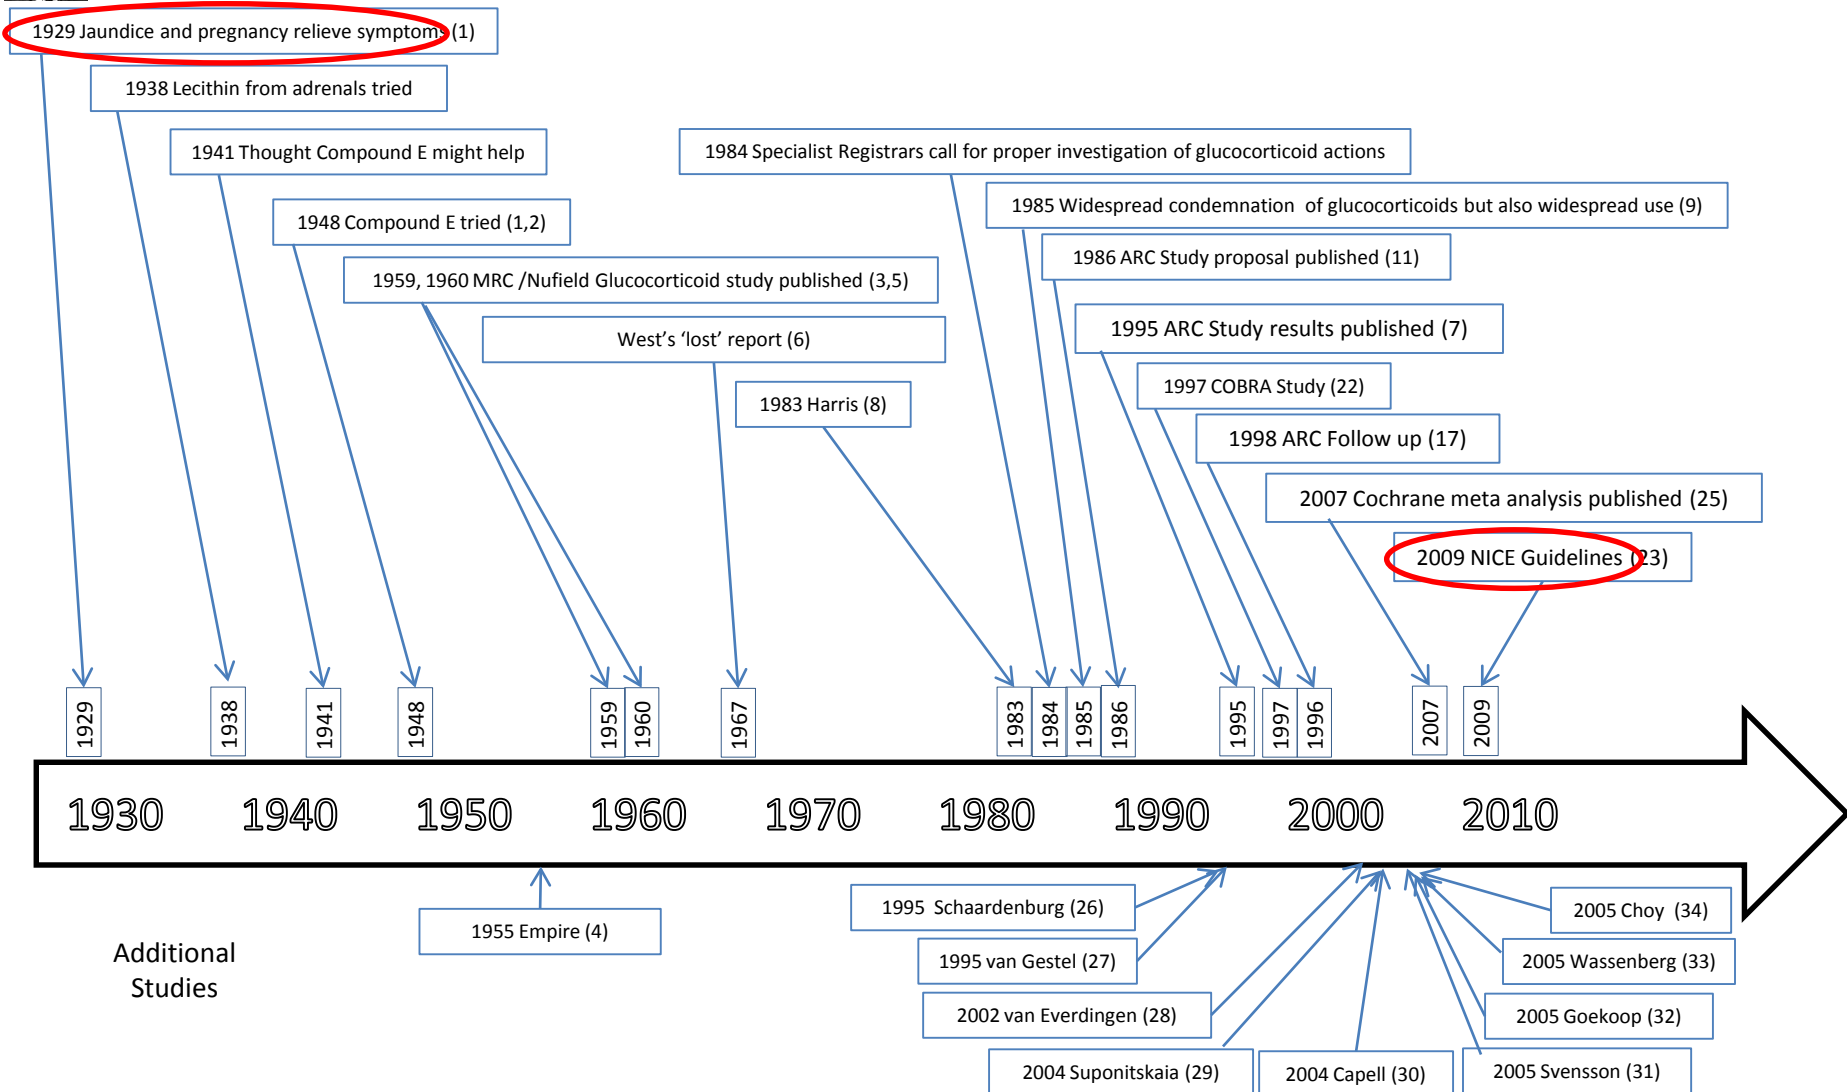 1929 Jaundice and pregnancy relieve symptoms (1)
1938 Lecithin from adrenals tried
1941 Thought Compound E might help
1984 Specialist Registrars call for proper investigation of glucocorticoid actions
1948 Compound E tried (1,2)
1985 Widespread condemnation of glucocorticoids but also widespread use (9)
1959, 1960 MRC /Nufield Glucocorticoid study published (3,5)
1986 ARC Study proposal published (11)
West's 'lost' report (6)
1995 ARC Study results published (7)
1983 Harris (8)
1997 COBRA Study (22)
1998 ARC Follow up (17)
2007 Cochrane meta analysis published (25)
2009 NICE Guidelines (23)
1929
1938
1941
1948
1959
1960
1967
1983
1984
1985
1986
1995
1997
1996
2007
2009
1930 1940 1950 1960 1970 1980 1990 2000 2010
Additional
Studies
1955 Empire (4)
1995 Schaardenburg (26)
1995 van Gestel (27)
2002 van Everdingen (28)
2004 Suponitskaia (29)
2004 Capell (30)
2005 Choy (34)
2005 Wassenberg (33)
2005 Goekoop (32)
2005 Svensson (31)